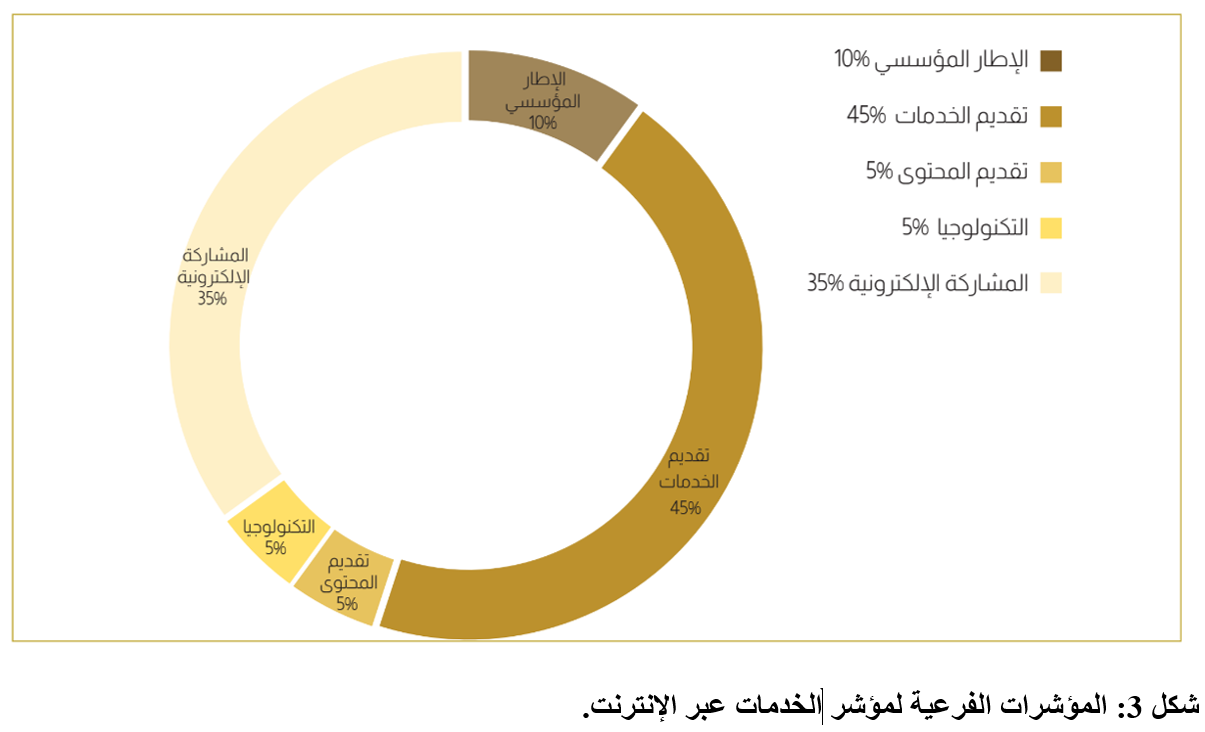 الإطار المؤسسي 10%
تقديم الخدمات 45%
تقديم المحتوى 5%
التكنولوجيا 5%
المشاركة الإلكترونية 35%
الإطار
المؤسسي
10%
تقديم
الخدمات
45%
تقديم
المحتوى
5%
التكنولوجيا
5%
المشاركة
الإلكترونية
35%
شكل 3: المؤشرات الفرعية لمؤشر الخدمات عبر الإنترنت.